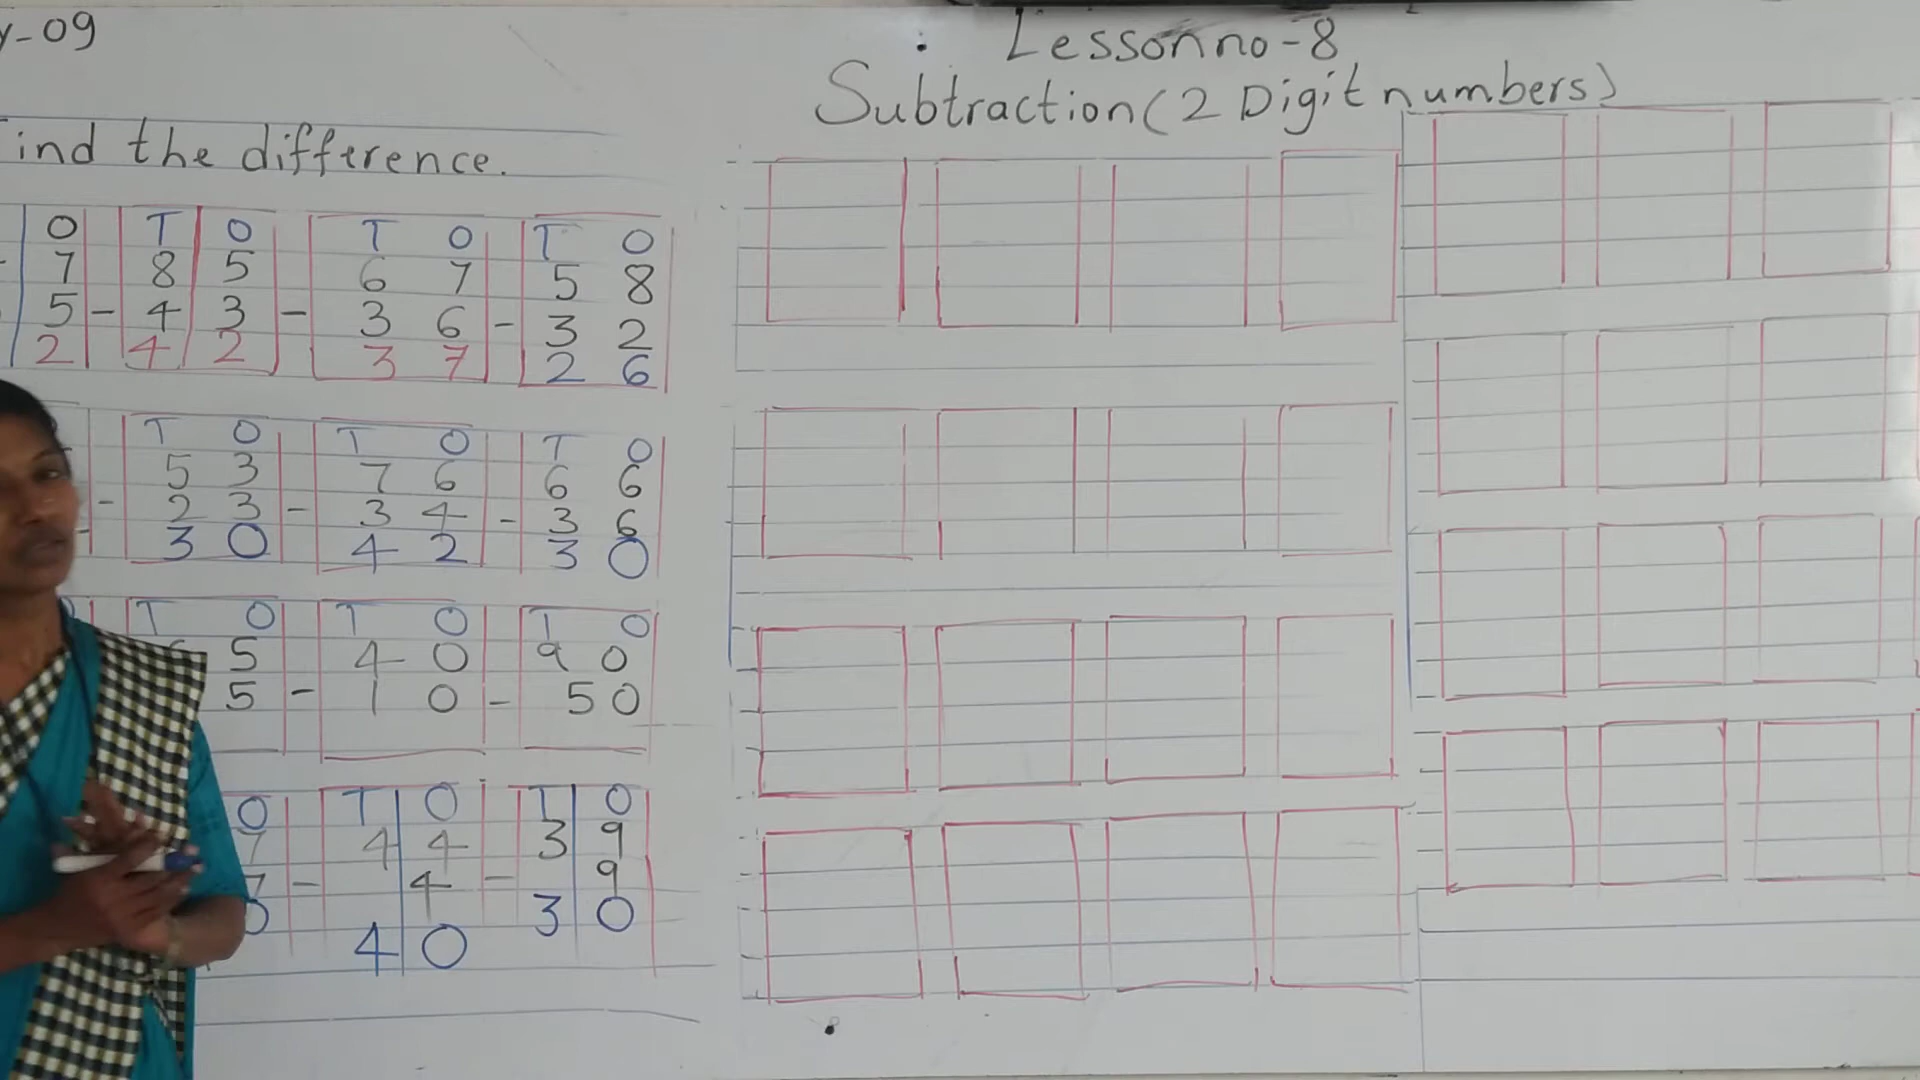 y-09
Lesson no-8
Subtraction (2 Digit numbers)
ind the difference.
O T O T O T O
7 8 5 6 7 5 8
5 - 4 3 - 3 6 - 3 2
2 4 2 3 7 2 6
T O T O T O
5 3 7 6 6 6
- 2 3 - 3 4 - 3 6
3 0 4 2 3 0
T O T O T O
5 4 0 9 0
5 - 1 0 - 5 0
O T O T O
7 4 4 3 9
7 - 4 - 9
0 4 0 3 0